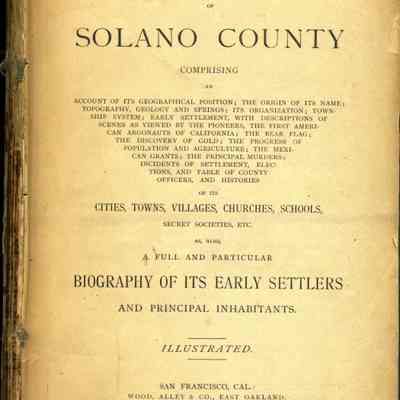 OF
SOLANO COUNTY
COMPRISING
AN
ACCOUNT OF ITS GEOGRAPHICAL POSITION; THE ORIGIN OF ITS NAME;
TOPOGRAPHY, GEOLOGY AND SPRINGS; ITS ORGANIZATION; TOWN-
SHIP SYSTEM; EARLY SETTLEMENT, WITH DESCRIPTIONS OF
SCENES AS VIEWED BY THE PIONEERS, THE FIRST AMERI-
CAN ARGONAUTS OF CALIFORNIA; THE BEAR FLAG;
THE DISCOVERY OF GOLD; THE PROGRESS OF
POPULATION AND AGRICULTURE; THE MEXI-
CAN GRANTS; THE PRINCIPAL MURDERS;
INCIDENTS OF SETTLEMENT, ELEC-
TIONS, AND TABLE OF COUNTY
OFFICERS, AND HISTORIES
OF ITS
CITIES, TOWNS, VILLAGES, CHURCHES, SCHOOLS,
SECRET SOCIETIES, ETC.
AS, ALSO,
A FULL AND PARTICULAR
BIOGRAPHY OF ITS EARLY SETTLERS
AND PRINCIPAL INHABITANTS.
ILLUSTRATED.
SAN FRANCISCO, CAL.:
WOOD, ALLEY & CO., EAST OAKLAND.